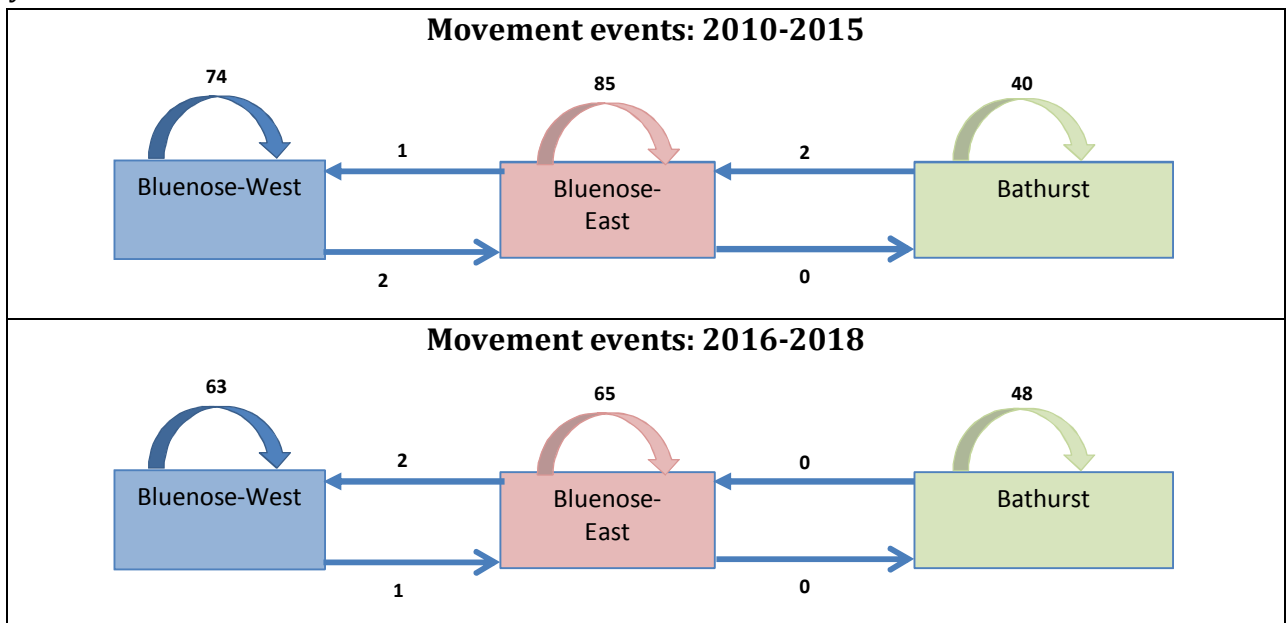 Movement events: 2010-2015
74
85
40
1
2
Bluenose-West
Bluenose-
East
Bathurst
2
0
Movement events: 2016-2018
63
65
48
2
0
Bluenose-West
Bluenose-
East
Bathurst
1
0